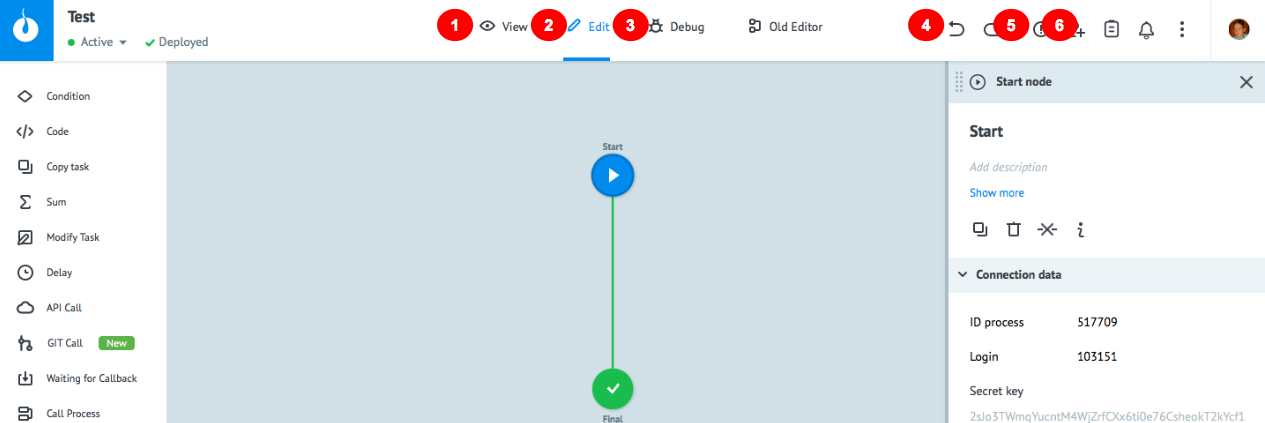 Test
Active
Deployed
1
View
2
Edit
3
Debug
Old Editor
4
5
6
Condition
Code
Copy task
Sum
Modify Task
Delay
API Call
GIT Call New
Waiting for Callback
Call Process
Start
Final
Start node
Start
Add description
Show more
Connection data
ID process 517709
Login 103151
Secret key
2sJo3TWmqYucntM4WjZrfCXx6ti0e76CsheokT2kYcf1